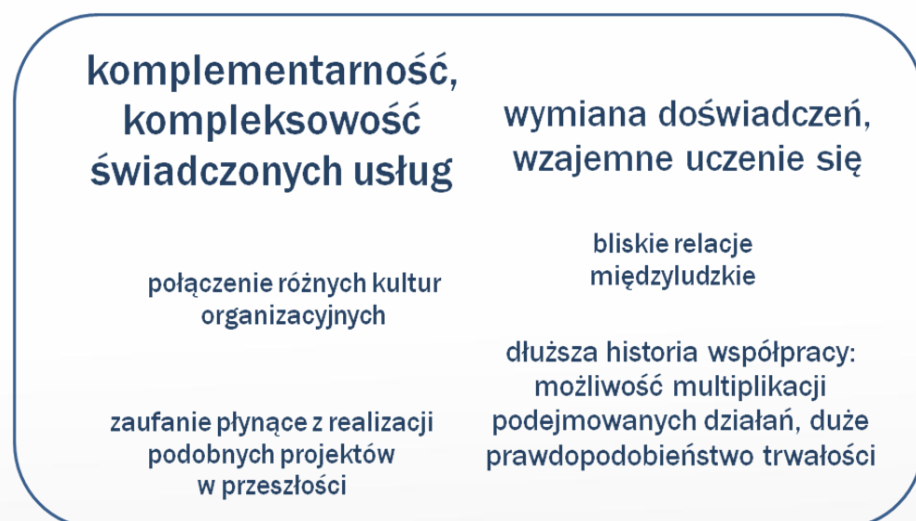 komplementarność,
kompleksowość
świadczonych usług
wymiana doświadczeń,
wzajemne uczenie się
bliskie relacje
międzyludzkie
połączenie różnych kultur
organizacyjnych
dłuższa historia współpracy:
możliwość multiplikacji
podejmowanych działań, duże
prawdopodobieństwo trwałości
zaufanie płynące z realizacji
podobnych projektów
w przeszłości